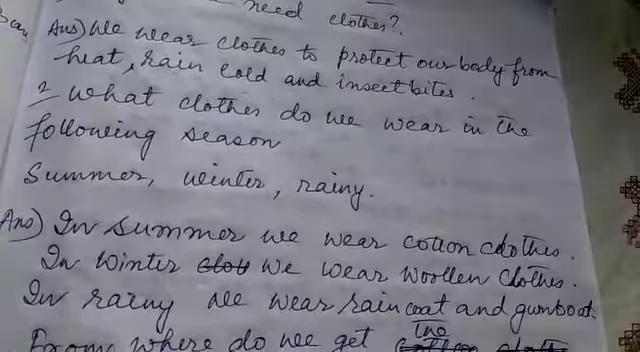 need clothes?
Ans) We wear clothes to protect our body from
heat, rain cold and insect bites.
2 What clothes do we wear in the
following season
Summer, winter, rainy.
Ans) In summer we wear cotton clothes.
In winter we wear woollen clothes.
In rainy we wear rain coat and gumboat.
From where do we get the